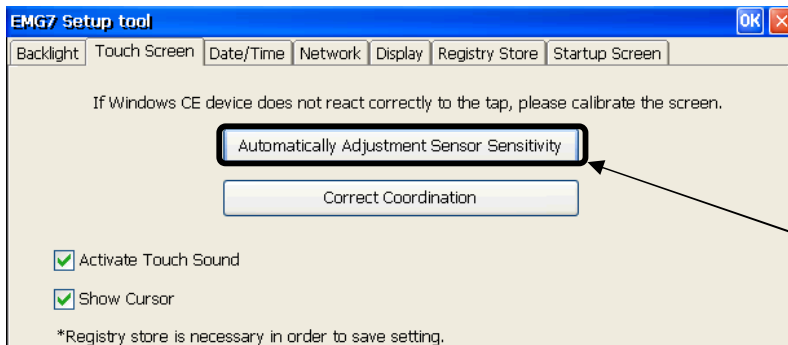 EMG7 Setup tool OK
Backlight Touch Screen Date/Time Network Display Registry Store Startup Screen
If Windows CE device does not react correctly to the tap, please calibrate the screen.
Automatically Adjustment Sensor Sensitivity
Correct Coordination
Activate Touch Sound
Show Cursor
*Registry store is necessary in order to save setting.